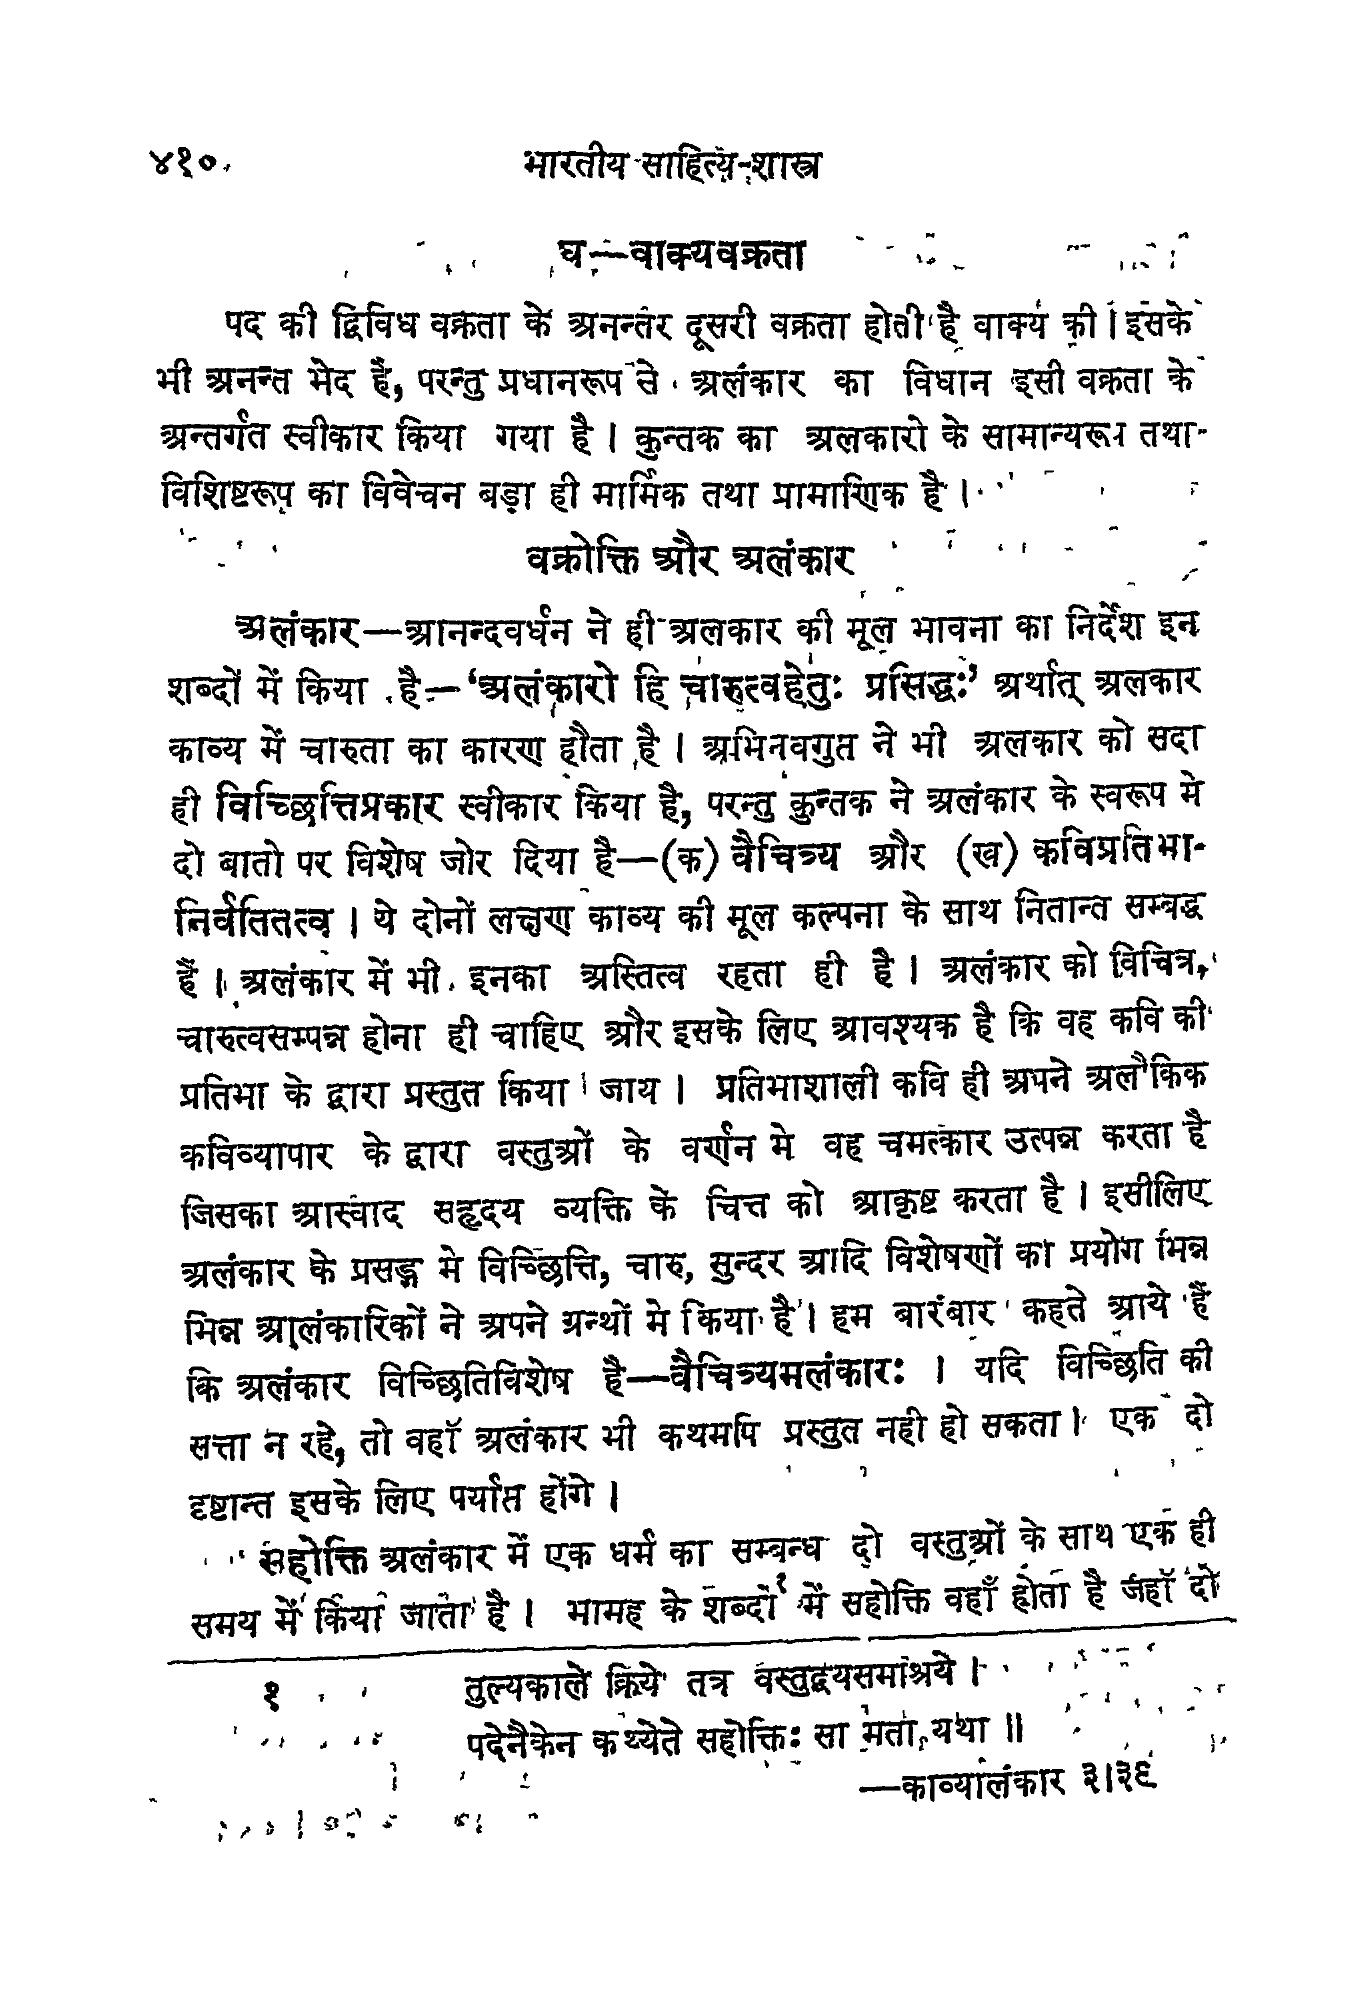 ४१०
भारतीय साहित्य-शास्त्र
घ—वाक्यवक्रता
पद की द्विविध वक्रता के अनन्तर दूसरी वक्रता होती है वाक्य की। इसके
भी अनन्त भेद हैं, परन्तु प्रधानरूप से अलंकार का विधान इसी वक्रता के
अन्तर्गत स्वीकार किया गया है। कुन्तक का अलकारो के सामान्यरूप तथा
विशिष्टरूप का विवेचन बड़ा ही मार्मिक तथा प्रामाणिक है।
वक्रोक्ति और अलंकार
अलंकार—आनन्दवर्धन ने ही अलकार की मूल भावना का निर्देश इन
शब्दों में किया है—‘अलंकारो हि चारुत्वहेतुः प्रसिद्धः’ अर्थात् अलकार
काव्य में चारुता का कारण होता है। अभिनवगुप्त ने भी अलकार को सदा
ही विच्छित्तिप्रकार स्वीकार किया है, परन्तु कुन्तक ने अलंकार के स्वरूप मे
दो बातो पर विशेष जोर दिया है—(क) वैचित्र्य और (ख) कविप्रतिभा-
निर्वर्तितत्व। ये दोनों लक्षण काव्य की मूल कल्पना के साथ नितान्त सम्बद्ध
हैं। अलंकार में भी इनका अस्तित्व रहता ही है। अलंकार को विचित्र,
चारुत्वसम्पन्न होना ही चाहिए और इसके लिए आवश्यक है कि वह कवि की
प्रतिभा के द्वारा प्रस्तुत किया जाय। प्रतिभाशाली कवि ही अपने अलौकिक
कविव्यापार के द्वारा वस्तुओं के वर्णन मे वह चमत्कार उत्पन्न करता है
जिसका आस्वाद सहृदय व्यक्ति के चित्त को आकृष्ट करता है। इसीलिए
अलंकार के प्रसङ्ग मे विच्छित्ति, चारु, सुन्दर आदि विशेषणों का प्रयोग भिन्न
भिन्न आलंकारिकों ने अपने ग्रन्थों मे किया है। हम बारंबार कहते आये हैं
कि अलंकार विच्छितिविशेष है—वैचित्र्यमलंकारः । यदि विच्छिति की
सत्ता न रहे, तो वहाँ अलंकार भी कथमपि प्रस्तुत नही हो सकता। एक दो
दृष्टान्त इसके लिए पर्याप्त होंगे।
सहोक्ति अलंकार में एक धर्म का सम्बन्ध दो वस्तुओं के साथ एक ही
समय में किया जाता है। भामह के शब्दों१ में सहोक्ति वहाँ होता है जहाँ दो
१ तुल्यकाले क्रिये तत्र वस्तुद्वयसमाश्रये।
पदेनैकेन कथ्येते सहोक्तिः सा मता यथा॥
—काव्यालंकार ३।३९